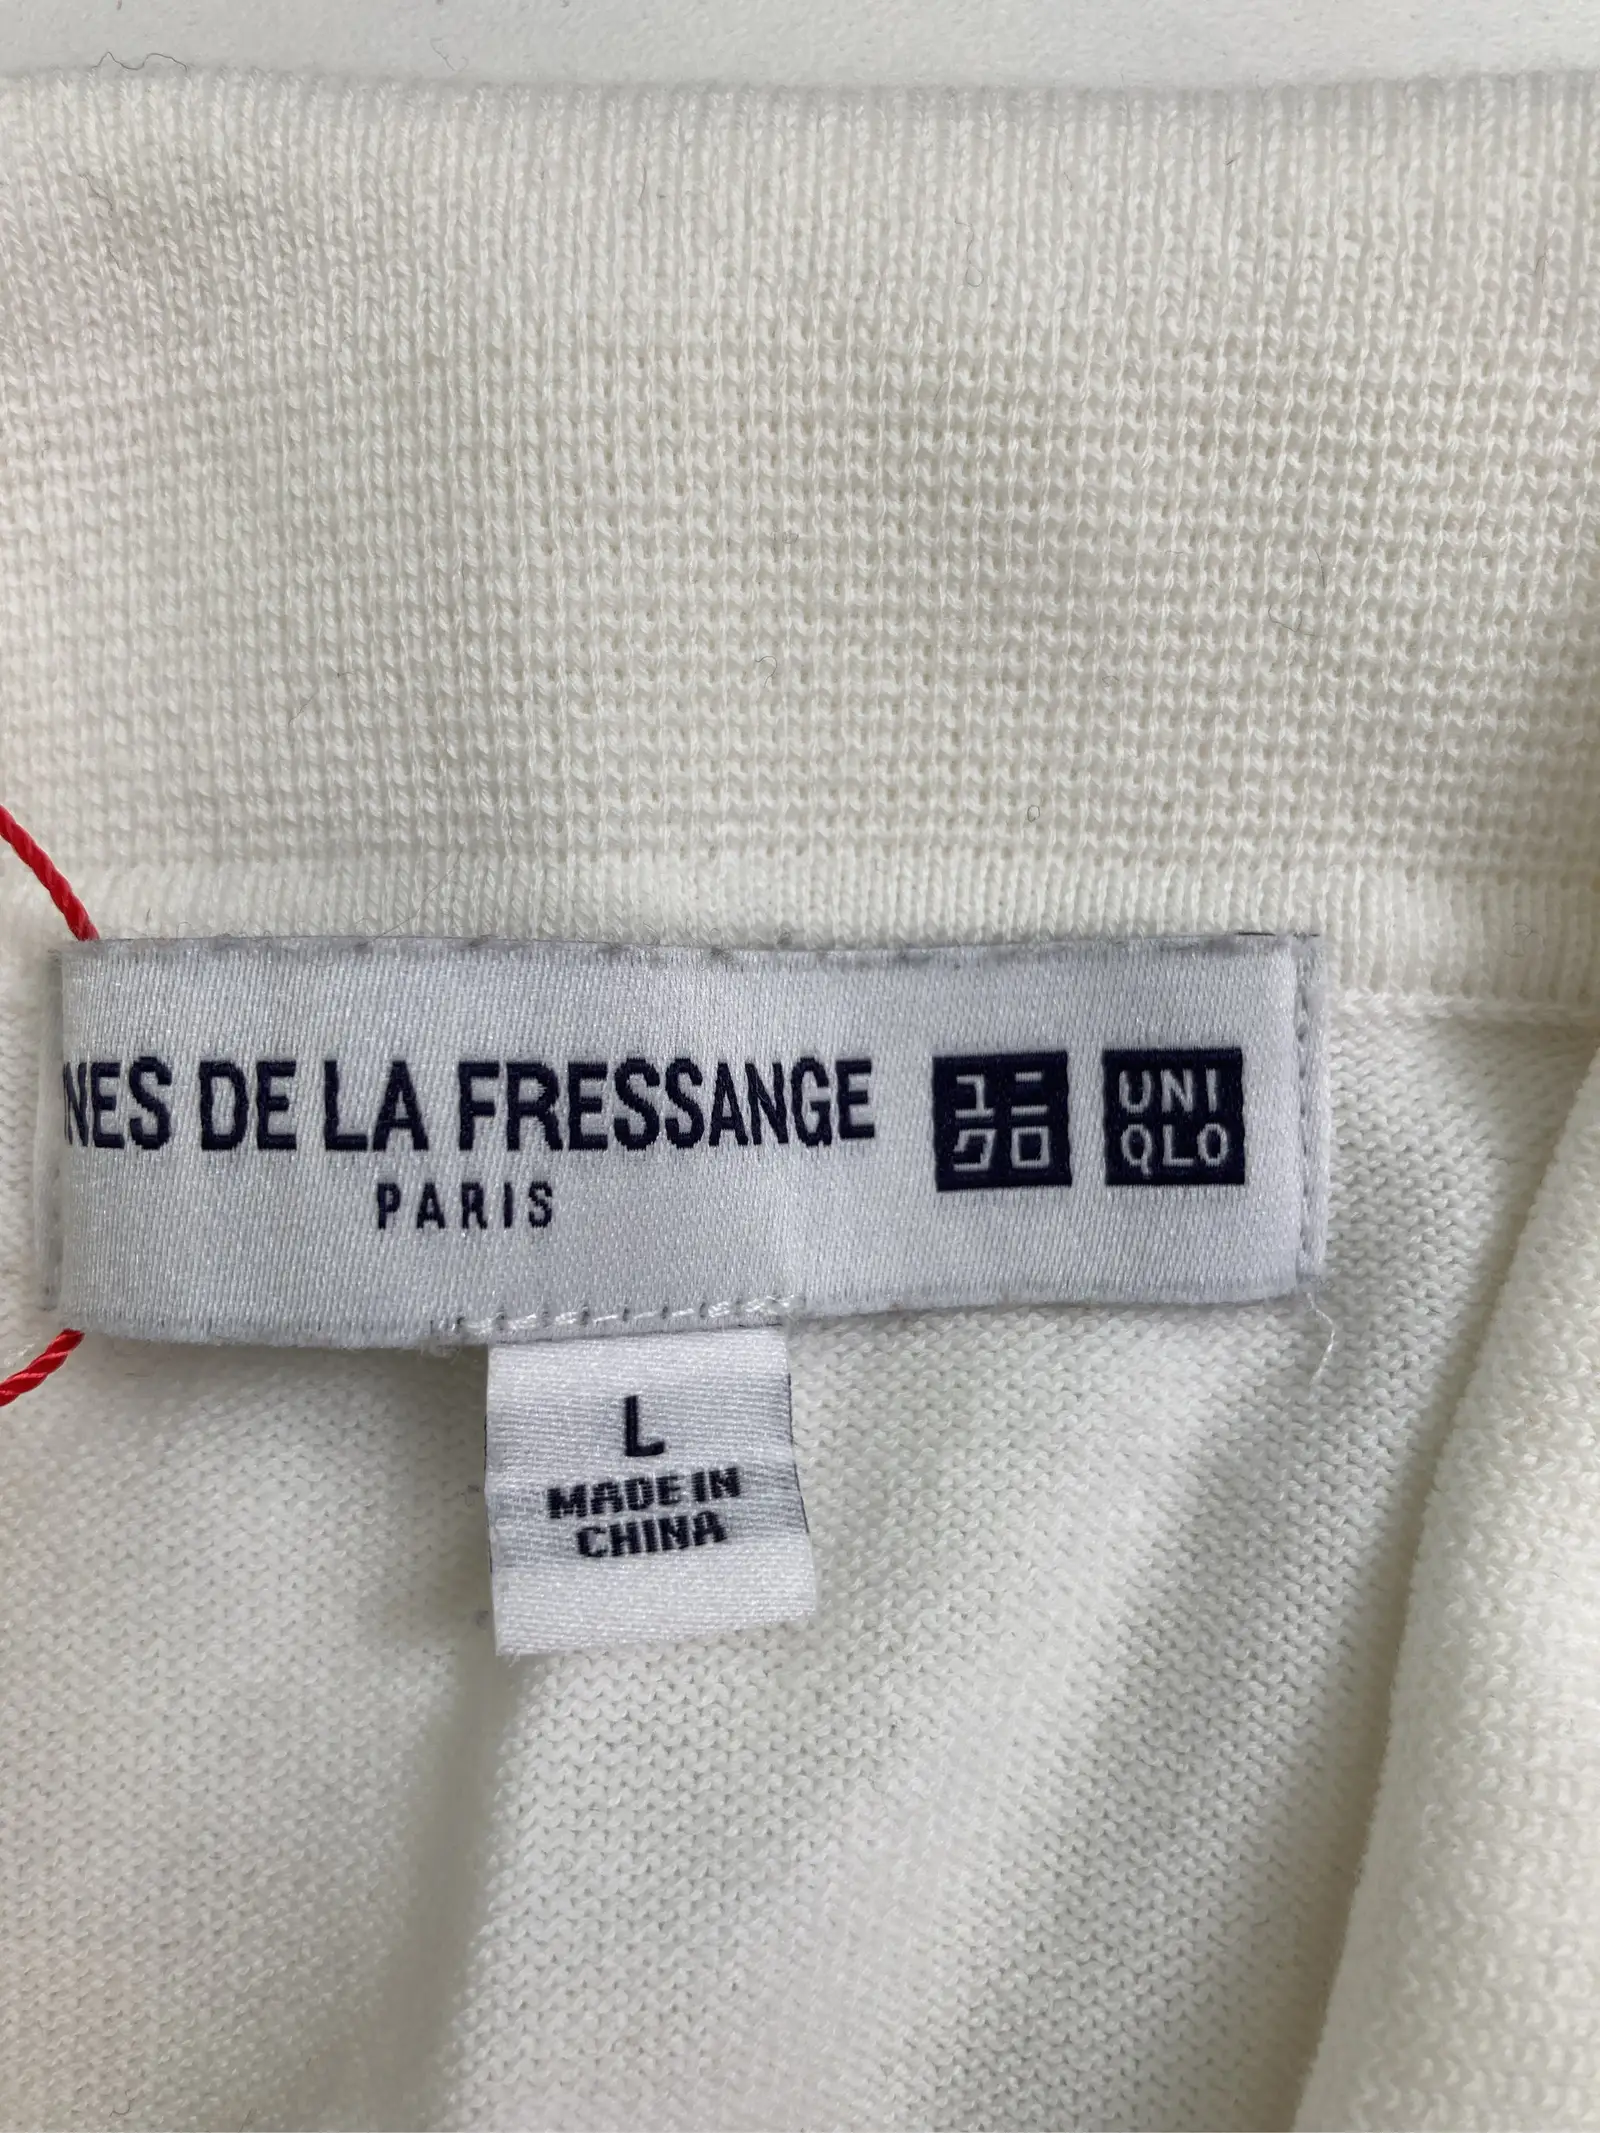 NES DE LA FRESSANGE
PARIS
ユニ
クロ
UNI
QLO
L
MADE IN
CHINA